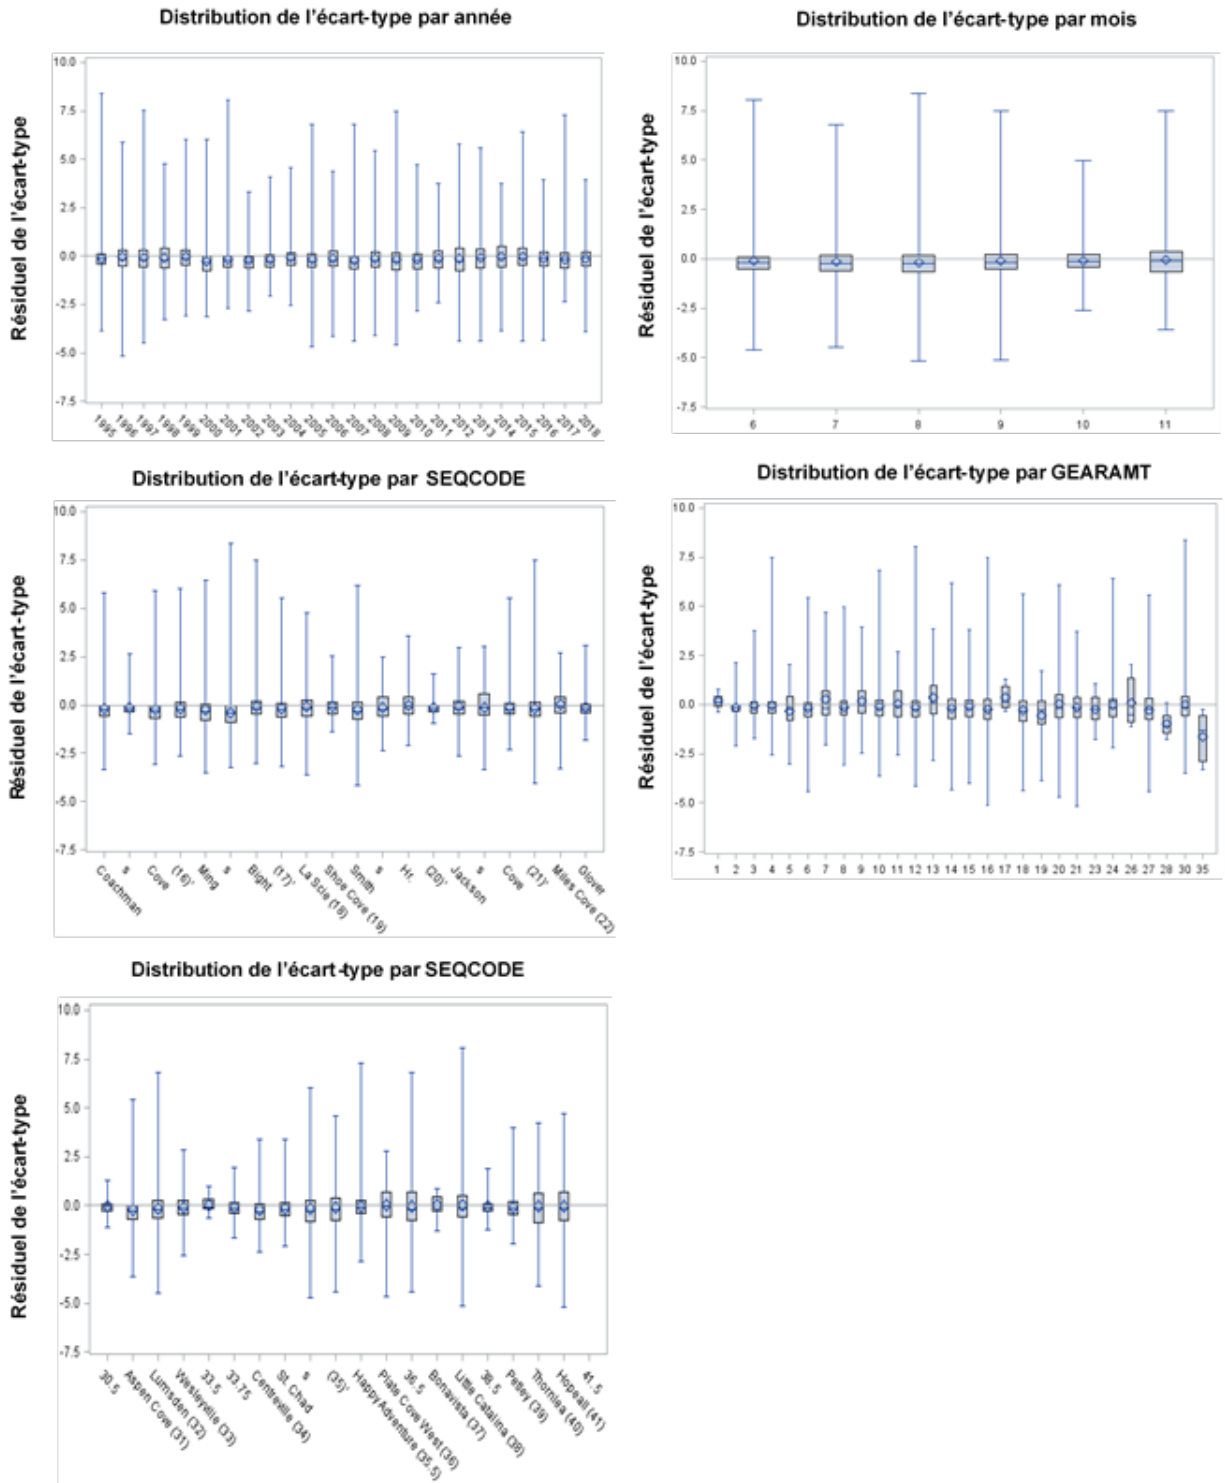 Distribution de l'écart-type par année
Résiduel de l'écart-type
10.0
7.5
5.0
2.5
0.0
-2.5
-5.0
-7.5
1995 1996 1997 1998 1999 2000 2001 2002 2003 2004 2005 2006 2007 2008 2009 2010 2011 2012 2013 2014 2015 2016 2017 2018
Distribution de l'écart-type par mois
Résiduel de l'écart-type
10.0
7.5
5.0
2.5
0.0
-2.5
-5.0
-7.5
6 7 8 9 10 11
Distribution de l'écart-type par SEQCODE
Résiduel de l'écart-type
10.0
7.5
5.0
2.5
0.0
-2.5
-5.0
-7.5
Coachman
s
Cove
(16)'
Ming
s
Bight
(17)'
La Scie (18)
Shoe Cove (19)
Smith
s
Hr.
(20)'
Jackson
s
Cove
(21)'
Miles Cove (22)
Glover
Distribution de l'écart-type par GEARAMT
Résiduel de l'écart-type
10.0
7.5
5.0
2.5
0.0
-2.5
-5.0
-7.5
1 2 3 4 5 6 7 8 9 10 11 12 13 14 15 16 17 18 19 20 21 23 24 26 27 28 30 35
Distribution de l'écart-type par SEQCODE
Résiduel de l'écart-type
10.0
7.5
5.0
2.5
0.0
-2.5
-5.0
-7.5
30.5
Aspen Cove (31)
Lumsden (32)
Wesleyville (33)
33.5
33.75
Centreville (34)
St. Chad
s
(35)'
Happy Adventure (35.5)
Plate Cove West (36)
36.5
Bonavista (37)
Little Catalina (38)
38.5
Petley (39)
Thornlea (40)
Hopeall (41)
41.5